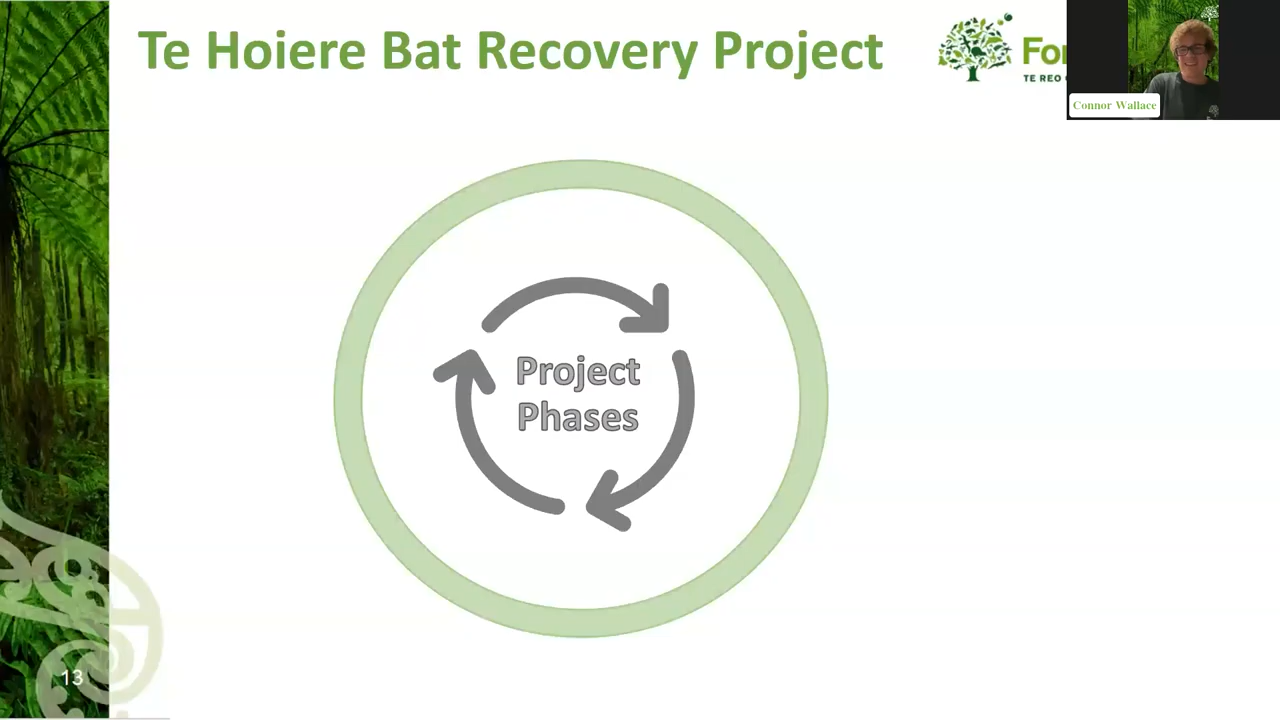 Te Hoiere Bat Recovery Project
TE REO
Connor Wallace
Project
Phases
13